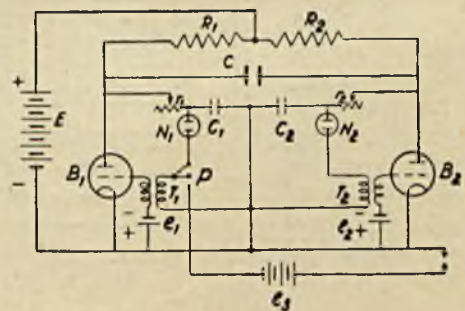 R₁ R₂
C
+ r₁ r₂
E N₁ C₁ C₂ N₂
- B₁ T₁ P T₂ B₂
- + e₁ e₂ - +
e₃